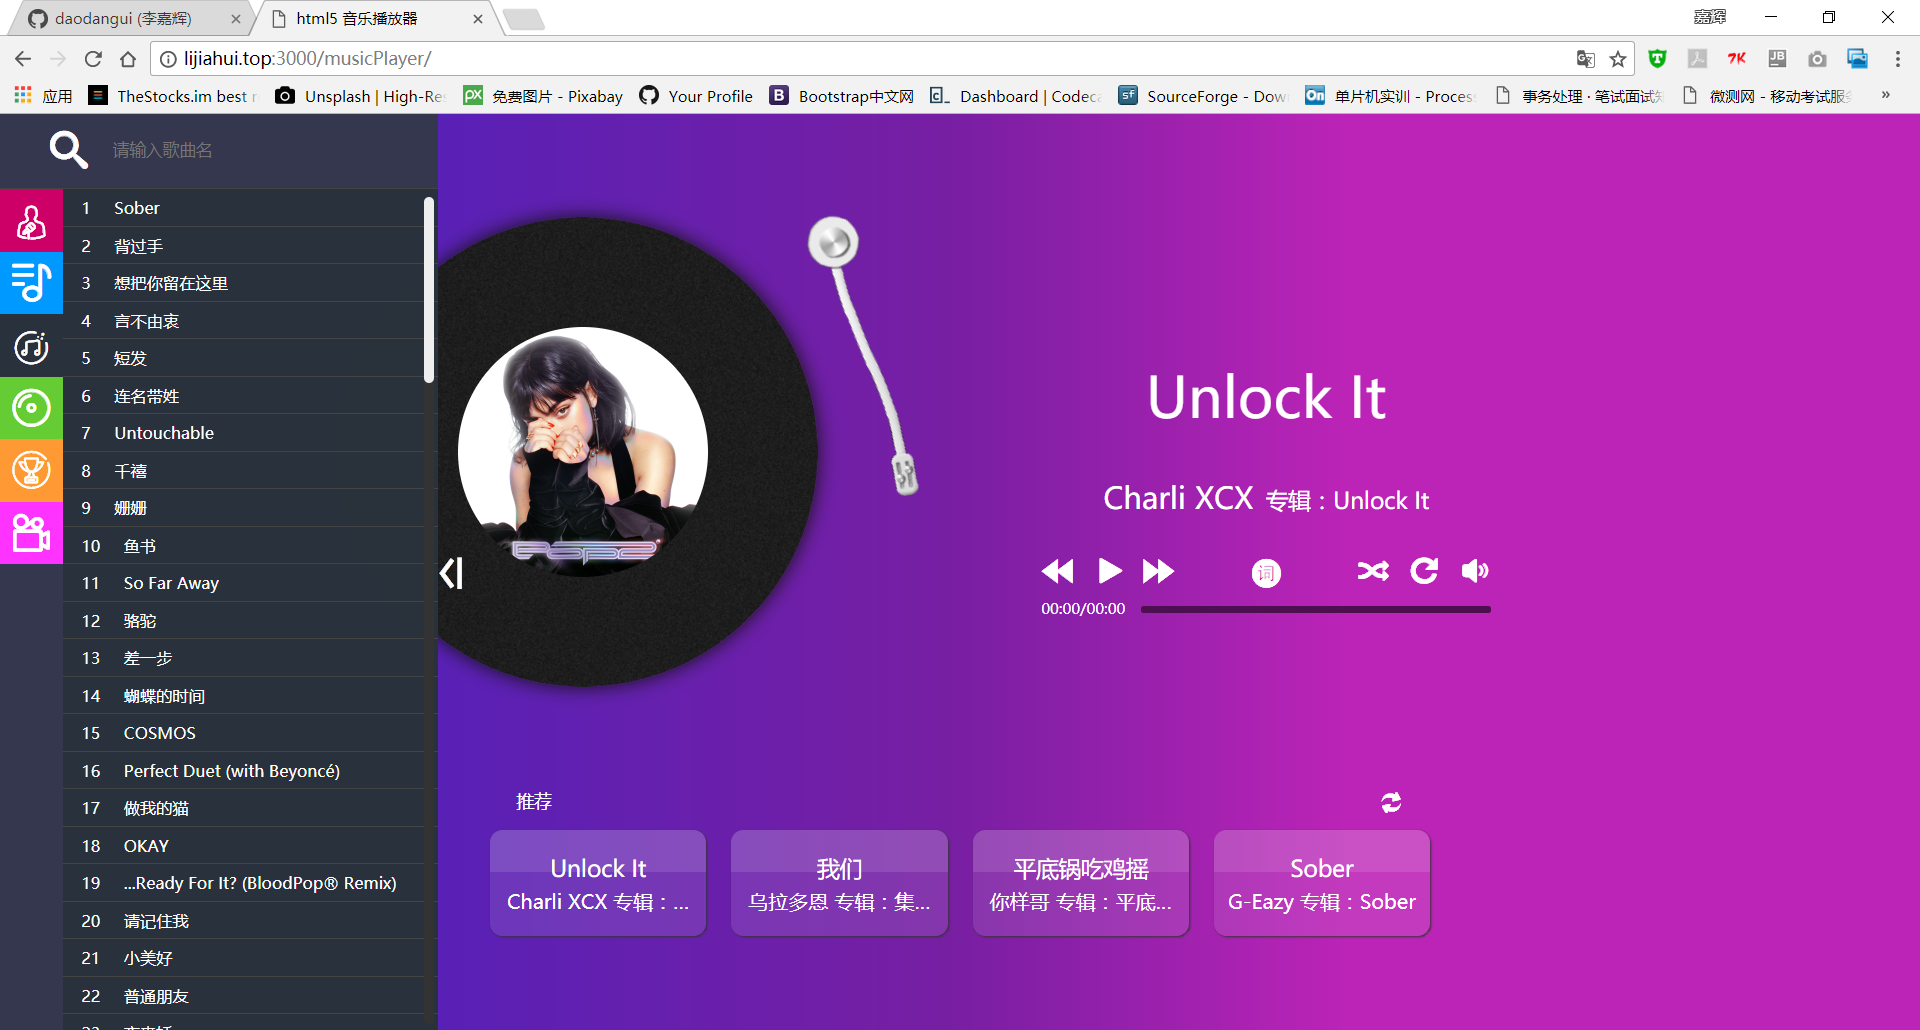 daodangui (李嘉辉)
html5 音乐播放器
嘉辉
lijiahui.top:3000/musicPlayer/
应用
TheStocks.im best
Unsplash | High-Re
免费图片 - Pixabay
Your Profile
Bootstrap中文网
Dashboard | Codec
SourceForge - Dow
单片机实训 - Proces
事务处理 · 笔试面试
微测网 - 移动考试服
»
请输入歌曲名
1 Sober
2 背过手
3 想把你留在这里
4 言不由衷
5 短发
6 连名带姓
7 Untouchable
8 千禧
9 姗姗
10 鱼书
11 So Far Away
12 骆驼
13 差一步
14 蝴蝶的时间
15 COSMOS
16 Perfect Duet (with Beyoncé)
17 做我的猫
18 OKAY
19 ...Ready For It? (BloodPop® Remix)
20 请记住我
21 小美好
22 普通朋友
Unlock It
Charli XCX 专辑：Unlock It
词
00:00/00:00
推荐
Unlock It
Charli XCX 专辑：...
我们
乌拉多恩 专辑：集...
平底锅吃鸡摇
你样哥 专辑：平底...
Sober
G-Eazy 专辑：Sober